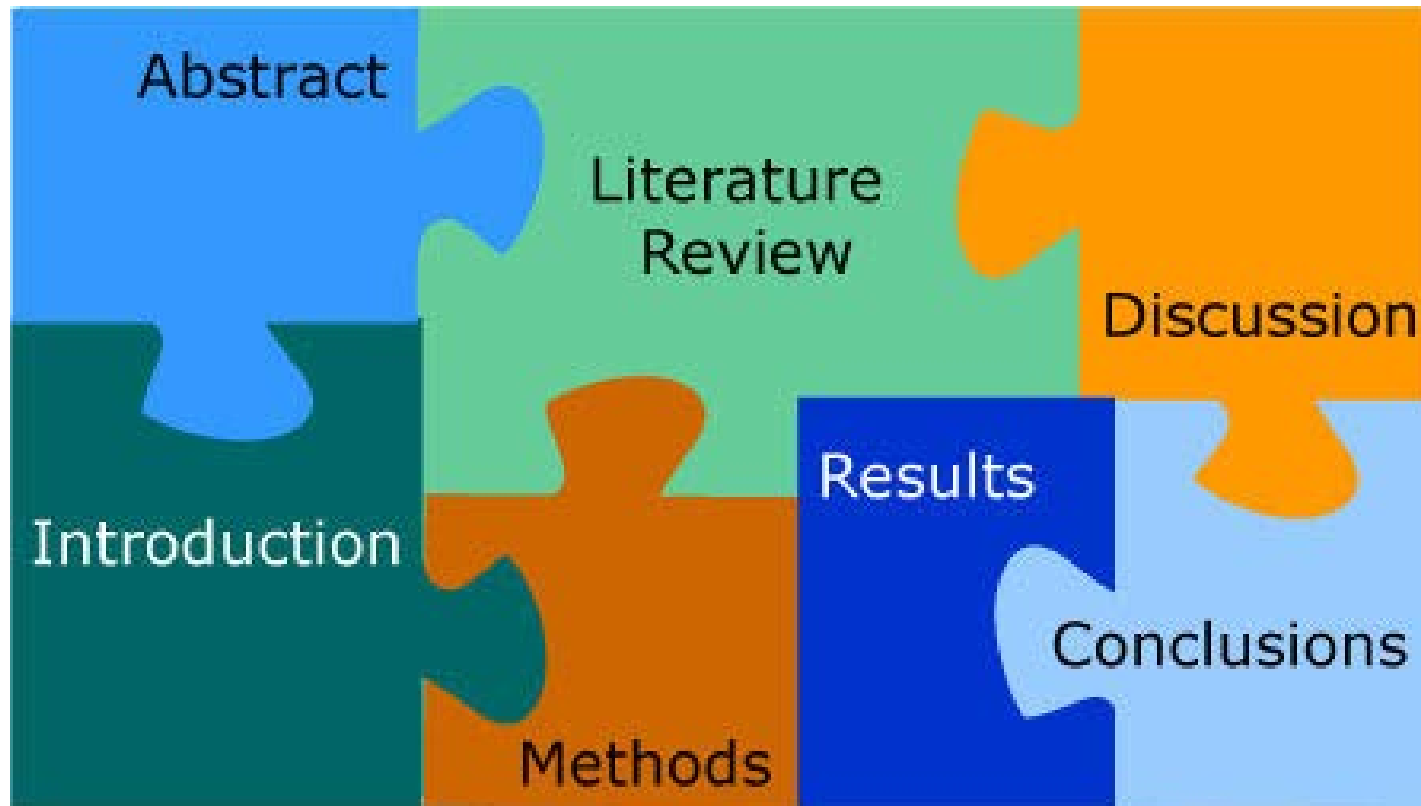 Abstract
Literature
Review
Discussion
Introduction
Results
Methods
Conclusions